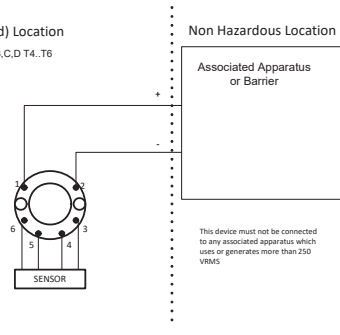 d) Location
Non Hazardous Location
,C,D T4..T6
Associated Apparatus
or Barrier
+
-
1
2
6
3
5
4
SENSOR
This device must not be connected
to any associated apparatus which
uses or generates more than 250
VRMS